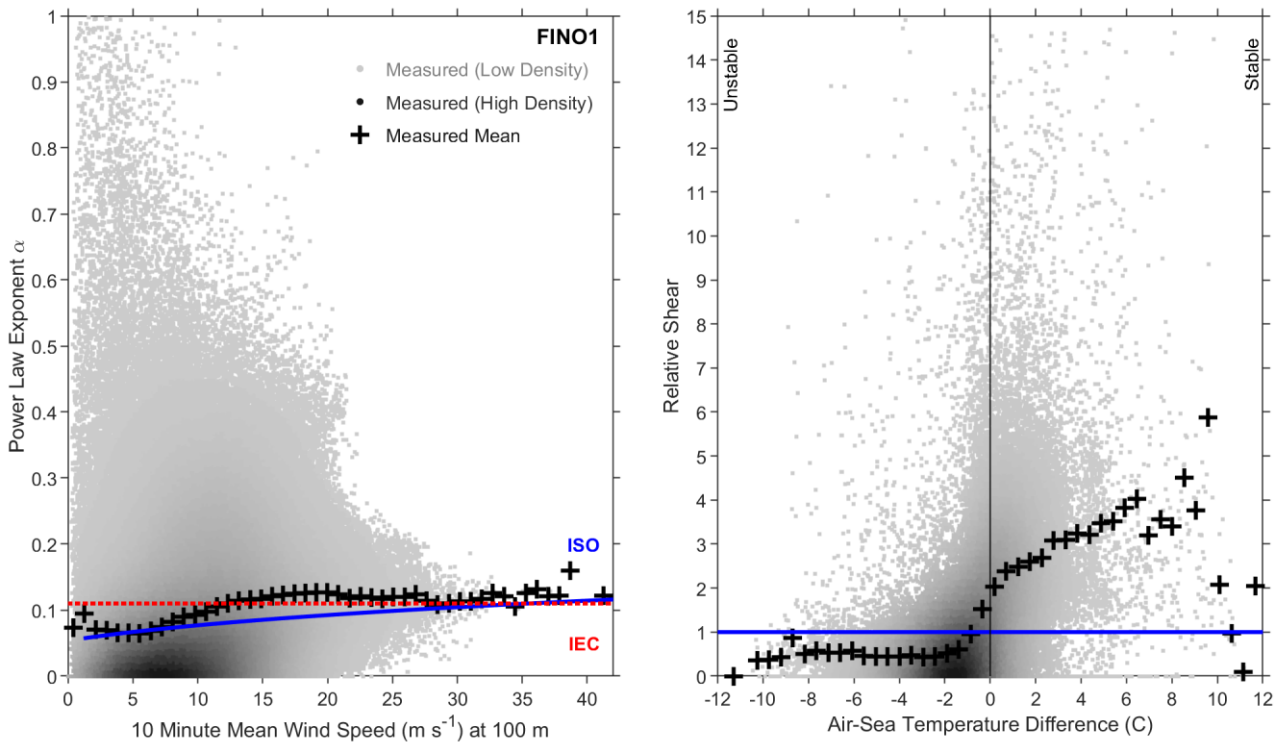 FINO1
Measured (Low Density)
Measured (High Density)
Measured Mean
ISO
IEC
1
0.9
0.8
0.7
0.6
0.5
0.4
0.3
0.2
0.1
0
Power Law Exponent α
0 5 10 15 20 25 30 35 40
10 Minute Mean Wind Speed (m s⁻¹) at 100 m
Unstable
Stable
15
14
13
12
11
10
9
8
7
6
5
4
3
2
1
0
Relative Shear
-12 -10 -8 -6 -4 -2 0 2 4 6 8 10 12
Air-Sea Temperature Difference (C)